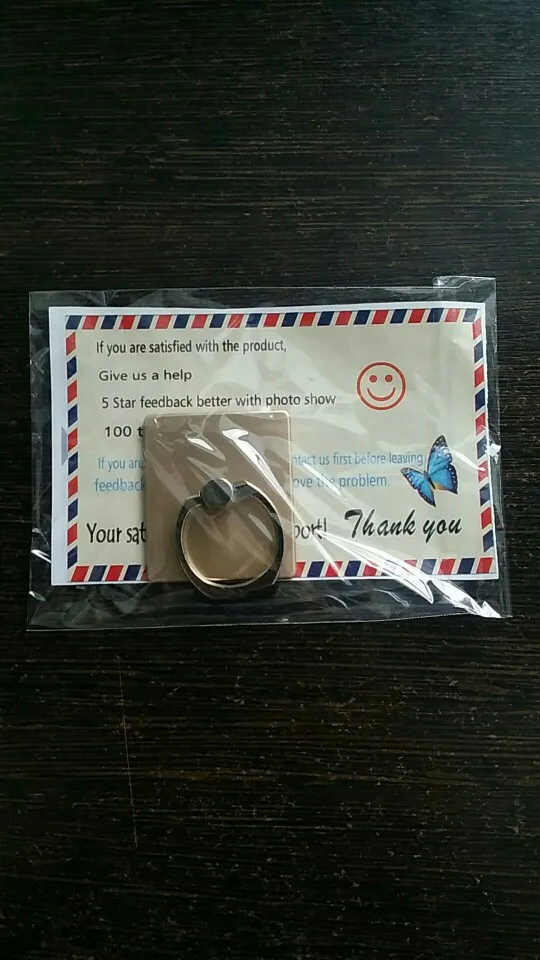 If you are satisfied with the product,
Give us a help
5 Star feedback better with photo show
100 t
If you are ntact us first before leaving
feedback ove the problem.
Your sat port! Thank you